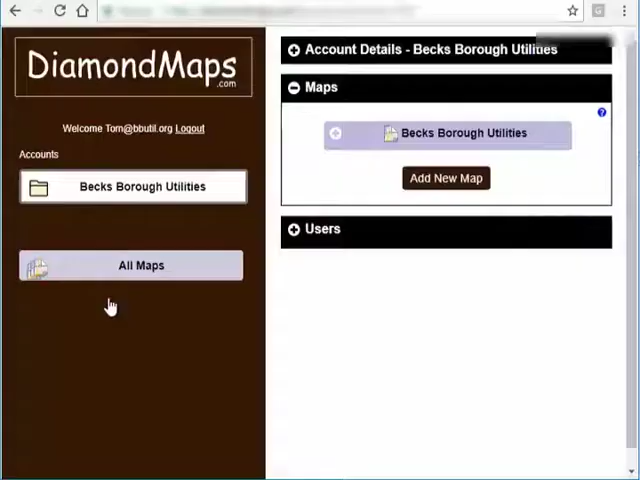 DiamondMaps
.com
Welcome Tom@bbutil.org Logout
Accounts
Becks Borough Utilities
All Maps
Account Details - Becks Borough Utilities
Maps
?
Becks Borough Utilities
Add New Map
Users